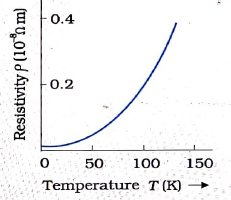 0.4
0.2
Resistivity ρ (10⁻⁸Ω m)
0 50 100 150
Temperature T (K) →